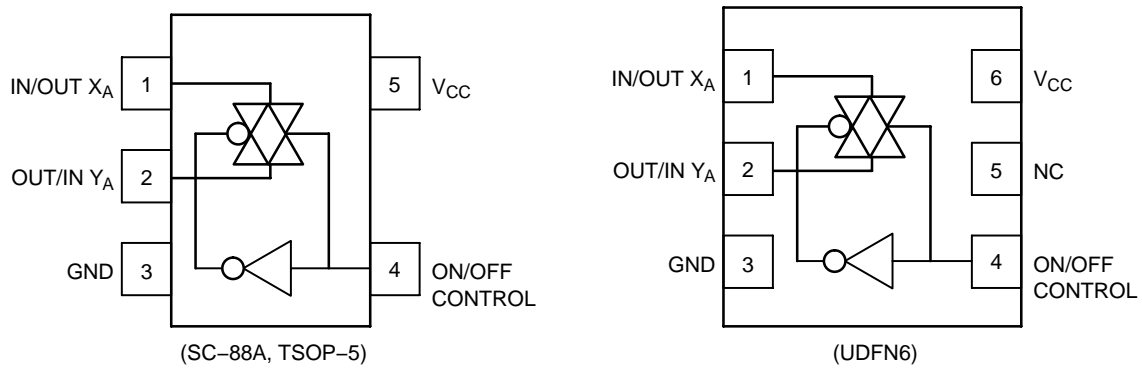 IN/OUT XA
1
5
VCC
OUT/IN YA
2
GND
3
4
ON/OFF
CONTROL
(SC−88A, TSOP−5)
IN/OUT XA
1
6
VCC
OUT/IN YA
2
5
NC
GND
3
4
ON/OFF
CONTROL
(UDFN6)